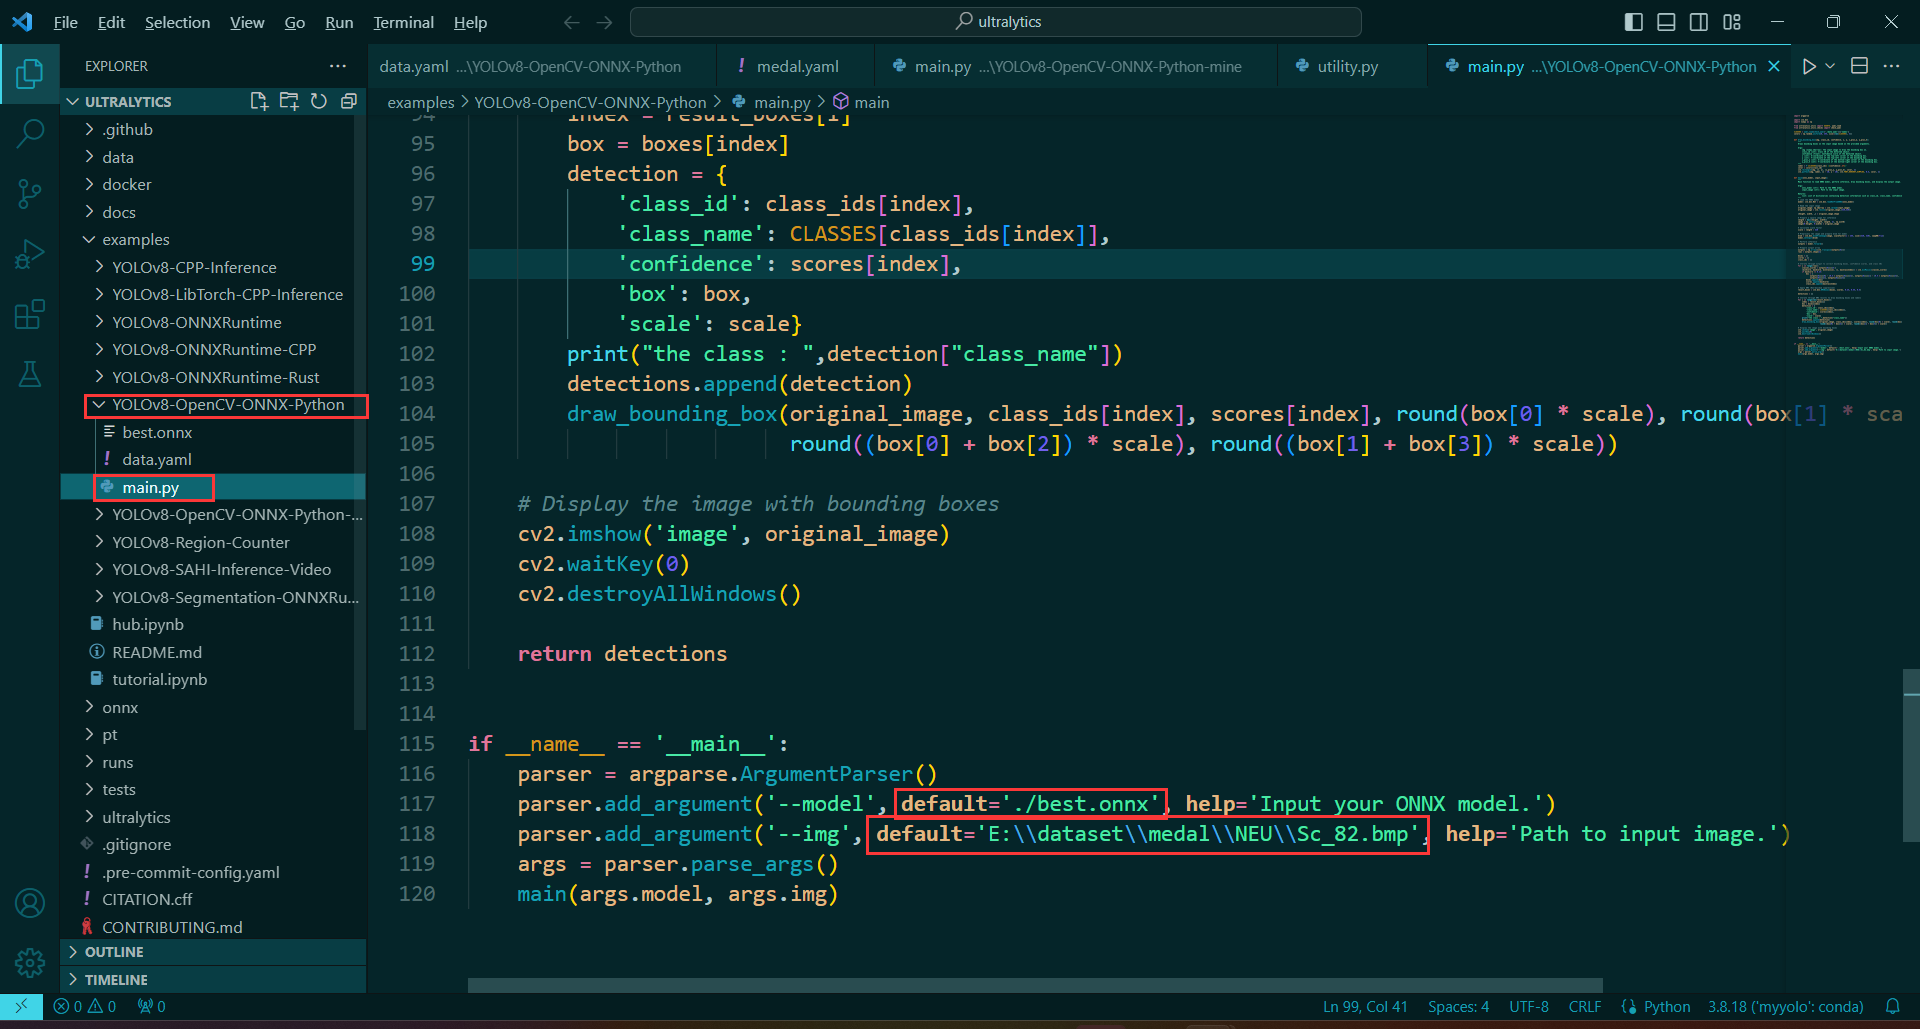 File Edit Selection View Go Run Terminal Help
ultralytics
EXPLORER
ULTRALYTICS
.github
data
docker
docs
examples
YOLOv8-CPP-Inference
YOLOv8-LibTorch-CPP-Inference
YOLOv8-ONNXRuntime
YOLOv8-ONNXRuntime-CPP
YOLOv8-ONNXRuntime-Rust
YOLOv8-OpenCV-ONNX-Python
best.onnx
! data.yaml
main.py
YOLOv8-OpenCV-ONNX-Python-...
YOLOv8-Region-Counter
YOLOv8-SAHI-Inference-Video
YOLOv8-Segmentation-ONNXRu...
hub.ipynb
README.md
tutorial.ipynb
onnx
pt
runs
tests
ultralytics
.gitignore
! .pre-commit-config.yaml
! CITATION.cff
CONTRIBUTING.md
OUTLINE
TIMELINE
data.yaml ...\YOLOv8-OpenCV-ONNX-Python
! medal.yaml
main.py ...\YOLOv8-OpenCV-ONNX-Python-mine
utility.py
main.py ...\YOLOv8-OpenCV-ONNX-Python
examples > YOLOv8-OpenCV-ONNX-Python > main.py > main
94 index = result_boxes[i]
95 box = boxes[index]
96 detection = {
97 'class_id': class_ids[index],
98 'class_name': CLASSES[class_ids[index]],
99 'confidence': scores[index],
100 'box': box,
101 'scale': scale}
102 print("the class : ",detection["class_name"])
103 detections.append(detection)
104 draw_bounding_box(original_image, class_ids[index], scores[index], round(box[0] * scale), round(box[1] * sca
105 round((box[0] + box[2]) * scale), round((box[1] + box[3]) * scale))
106
107 # Display the image with bounding boxes
108 cv2.imshow('image', original_image)
109 cv2.waitKey(0)
110 cv2.destroyAllWindows()
111
112 return detections
113
114
115 if __name__ == '__main__':
116 parser = argparse.ArgumentParser()
117 parser.add_argument('--model', default='./best.onnx', help='Input your ONNX model.')
118 parser.add_argument('--img', default='E:\\dataset\\medal\\NEU\\Sc_82.bmp', help='Path to input image.')
119 args = parser.parse_args()
120 main(args.model, args.img)
0 0 0
Ln 99, Col 41 Spaces: 4 UTF-8 CRLF Python 3.8.18 ('myyolo': conda)